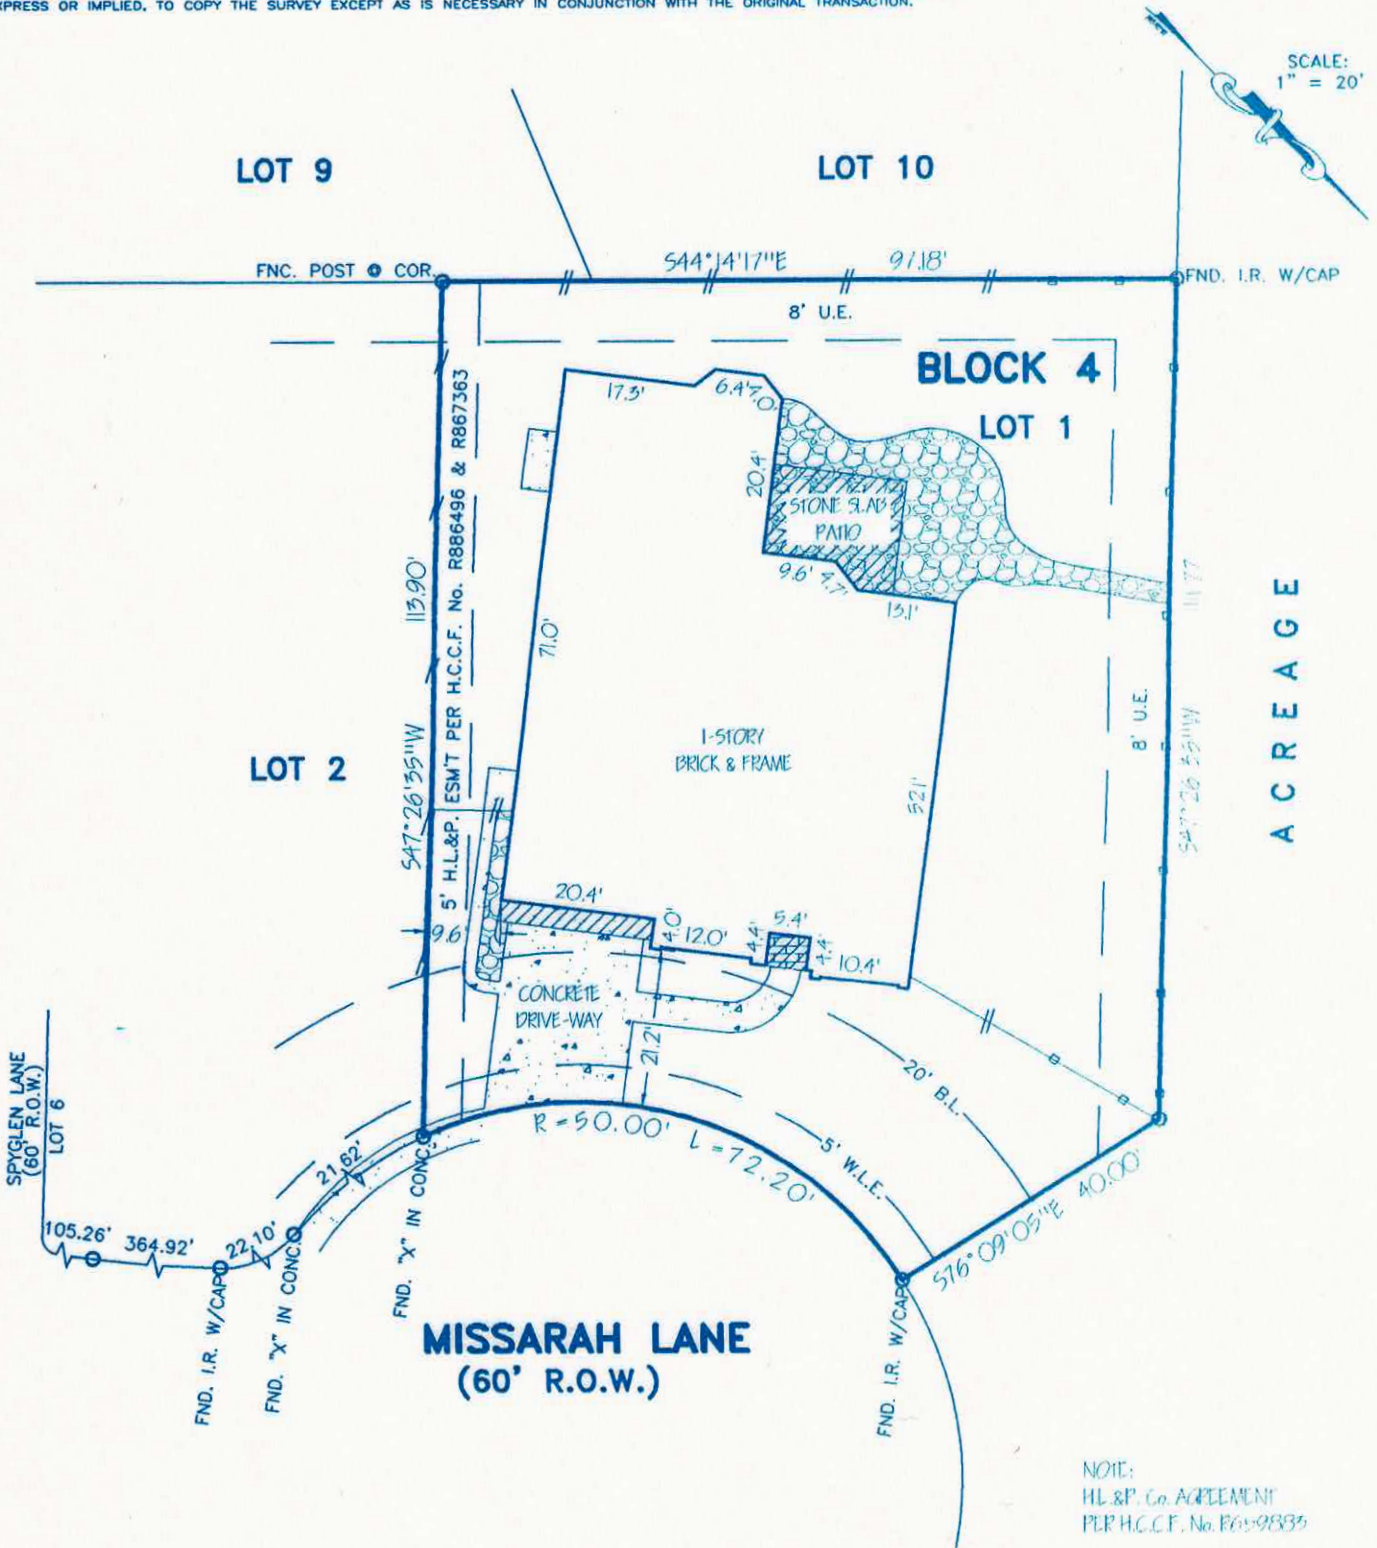 XPRESS OR IMPLIED, TO COPY THE SURVEY EXCEPT AS IS NECESSARY IN CONJUNCTION WITH THE ORIGINAL TRANSACTION.
SCALE:
1" = 20'
LOT 9
LOT 10
FNC. POST @ COR.
S44°14'17"E
91.18'
FND. I.R. W/CAP
8' U.E.
BLOCK 4
LOT 1
17.3'
6.4'
7.0'
20.4'
STONE SLAB
PATIO
9.6'
4.7'
13.1'
113.90'
S47°26'35"W
5' H.L.&P. ESM'T PER H.C.C.F. No. R886496 & R867363
71.0'
1-STORY
BRICK & FRAME
52.1'
8' U.E.
111.77
S47°26'35"W
ACREAGE
LOT 2
9.6'
20.4'
4.0'
12.0'
4.4'
5.4'
4.4'
10.4'
CONCRETE
DRIVE-WAY
21.2'
20' B.L.
5' W.L.E.
R=50.00'
L=72.20'
S76°09'05"E 40.00'
SPYGLEN LANE
(60' R.O.W.)
LOT 6
105.26'
364.92'
22.10'
21.62'
FND. I.R. W/CAP
FND. "X" IN CONC.
FND. "X" IN CONC.
FND. I.R. W/CAP
MISSARAH LANE
(60' R.O.W.)
NOTE:
H.L.&P. Co. AGREEMENT
PER H.C.C.F. No.